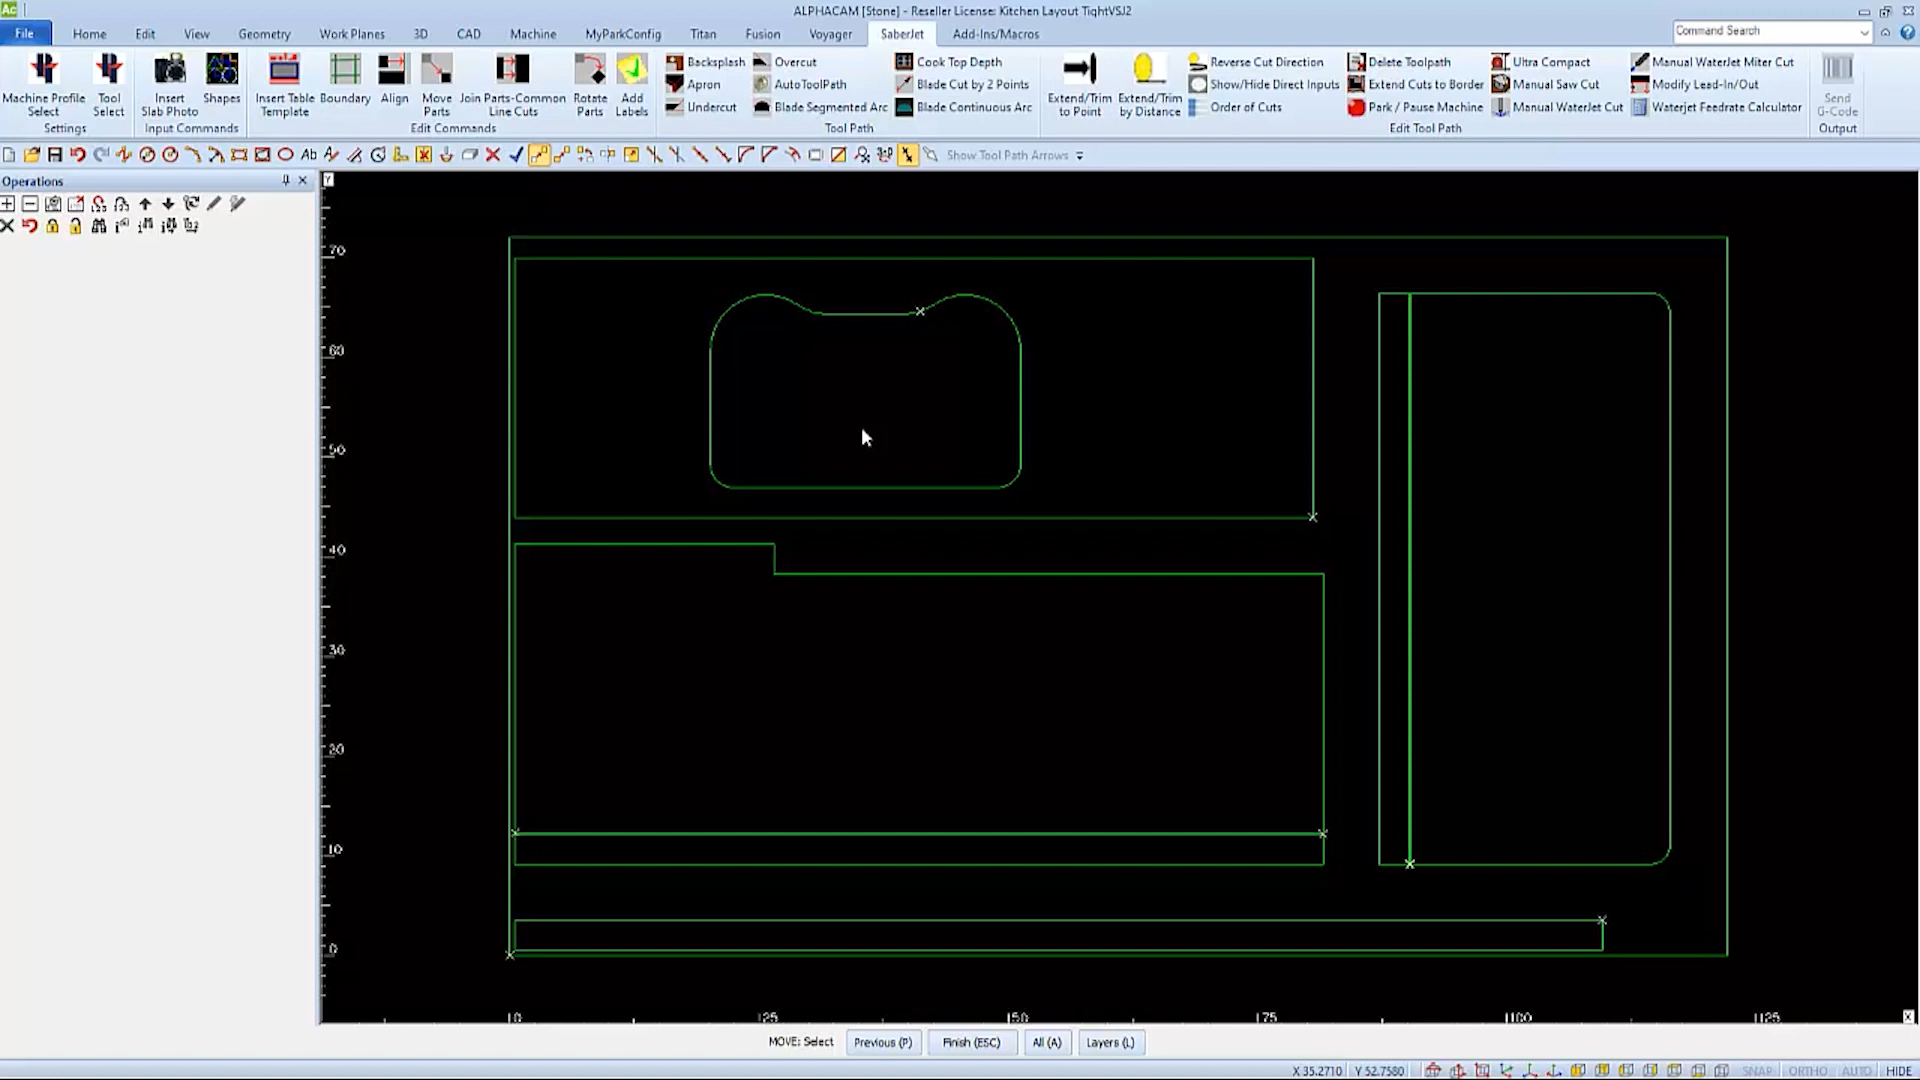 Ac
ALPHACAM [Stone] - Reseller License: Kitchen Layout TightVSJ2
File Home Edit View Geometry Work Planes 3D CAD Machine MyParkConfig Titan Fusion Voyager SaberJet Add-Ins/Macros Command Search
Machine Profile Select
Tool Select
Settings
Insert Slab Photo
Shapes
Input Commands
Insert Table Template
Boundary
Align
Move Parts
Join Parts-Common Line Cuts
Rotate Parts
Add Labels
Edit Commands
Backsplash Overcut Cook Top Depth
Apron AutoToolPath Blade Cut by 2 Points
Undercut Blade Segmented Arc Blade Continuous Arc
Tool Path
Extend/Trim to Point
Extend/Trim by Distance
Reverse Cut Direction Delete Toolpath Ultra Compact Manual WaterJet Miter Cut
Show/Hide Direct Inputs Extend Cuts to Border Manual Saw Cut Modify Lead-In/Out
Order of Cuts Park / Pause Machine Manual WaterJet Cut Waterjet Feedrate Calculator
Edit Tool Path
Send G-Code
Output
Show Tool Path Arrows
Operations
Y
70
60
50
40
30
20
10
0
0 25 50 75 100 125 X
MOVE: Select Previous (P) Finish (ESC) All (A) Layers (L)
X 35.2710 Y 52.7580 SNAP ORTHO AUTO HIDE